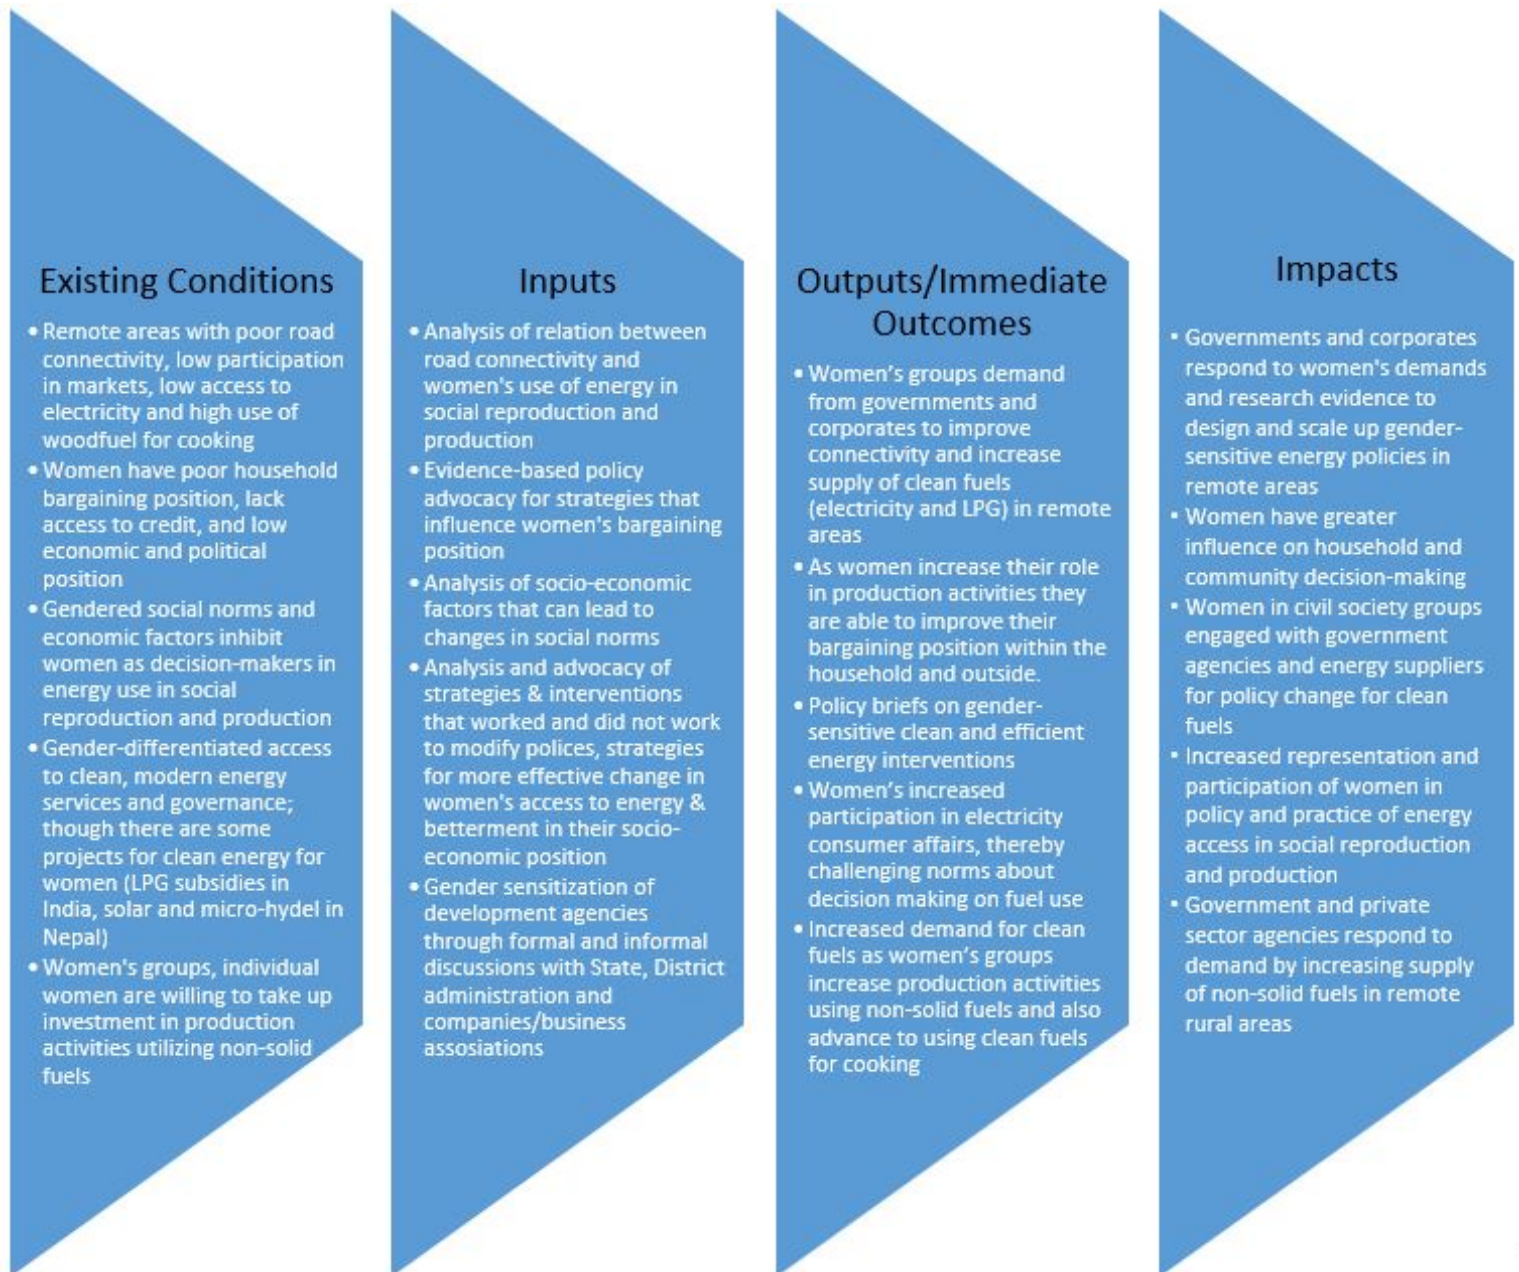 Existing Conditions
• Remote areas with poor road
connectivity, low participation
in markets, low access to
electricity and high use of
woodfuel for cooking
• Women have poor household
bargaining position, lack
access to credit, and low
economic and political
position
• Gendered social norms and
economic factors inhibit
women as decision-makers in
energy use in social
reproduction and production
• Gender-differentiated access
to clean, modern energy
services and governance;
though there are some
projects for clean energy for
women (LPG subsidies in
India, solar and micro-hydel in
Nepal)
• Women's groups, individual
women are willing to take up
investment in production
activities utilizing non-solid
fuels
Inputs
• Analysis of relation between
road connectivity and
women's use of energy in
social reproduction and
production
• Evidence-based policy
advocacy for strategies that
influence women's bargaining
position
• Analysis of socio-economic
factors that can lead to
changes in social norms
• Analysis and advocacy of
strategies & interventions
that worked and did not work
to modify polices, strategies
for more effective change in
women's access to energy &
betterment in their socio-
economic position
• Gender sensitization of
development agencies
through formal and informal
discussions with State, District
administration and
companies/business
assosiations
Outputs/Immediate
Outcomes
• Women’s groups demand
from governments and
corporates to improve
connectivity and increase
supply of clean fuels
(electricity and LPG) in remote
areas
• As women increase their role
in production activities they
are able to improve their
bargaining position within the
household and outside.
• Policy briefs on gender-
sensitive clean and efficient
energy interventions
• Women’s increased
participation in electricity
consumer affairs, thereby
challenging norms about
decision making on fuel use
• Increased demand for clean
fuels as women’s groups
increase production activities
using non-solid fuels and also
advance to using clean fuels
for cooking
Impacts
• Governments and corporates
respond to women's demands
and research evidence to
design and scale up gender-
sensitive energy policies in
remote areas
• Women have greater
influence on household and
community decision-making
• Women in civil society groups
engaged with government
agencies and energy suppliers
for policy change for clean
fuels
• Increased representation and
participation of women in
policy and practice of energy
access in social reproduction
and production
• Government and private
sector agencies respond to
demand by increasing supply
of non-solid fuels in remote
rural areas